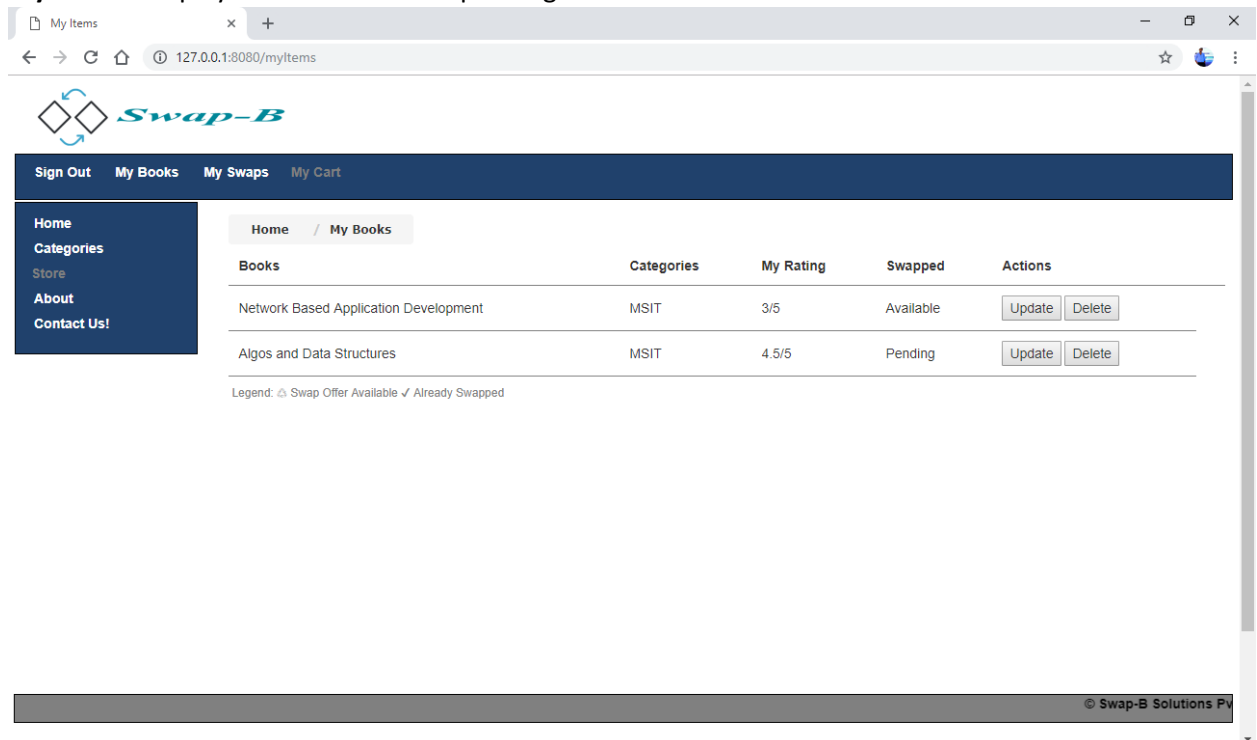 My Items
127.0.0.1:8080/myItems
Swap-B
Sign Out My Books My Swaps My Cart
Home
Categories
Store
About
Contact Us!
Home / My Books
Books Categories My Rating Swapped Actions
Network Based Application Development MSIT 3/5 Available Update Delete
Algos and Data Structures MSIT 4.5/5 Pending Update Delete
Legend: ♳ Swap Offer Available ✓ Already Swapped
© Swap-B Solutions Pv